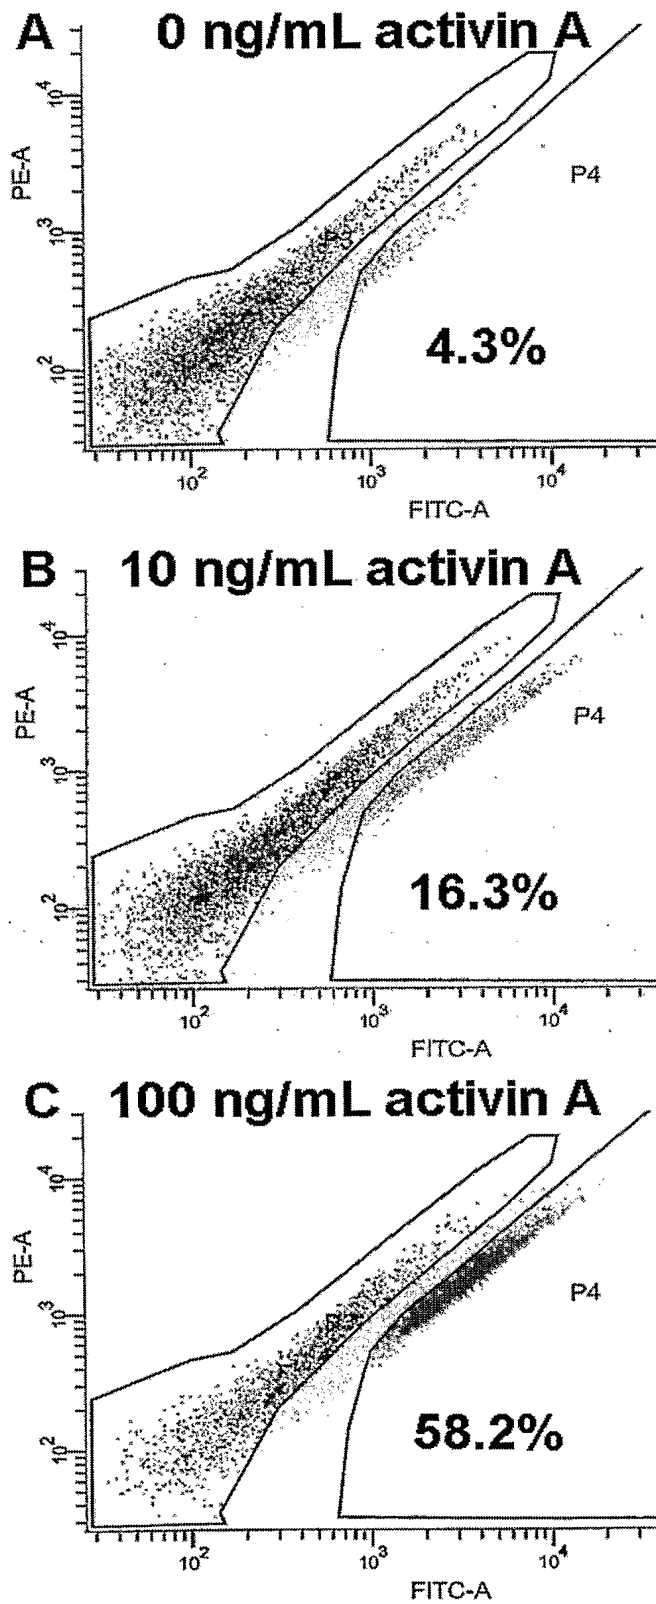 A 0 ng/mL activin A
10⁴
PE-A
P4
10³
P3
4.3%
10²
10² 10³ 10⁴
FITC-A
B 10 ng/mL activin A
10⁴
PE-A
P4
10³
16.3%
10²
10² 10³ 10⁴
FITC-A
C 100 ng/mL activin A
10⁴
PE-A
P4
10³
58.2%
10²
10² 10³ 10⁴
FITC-A